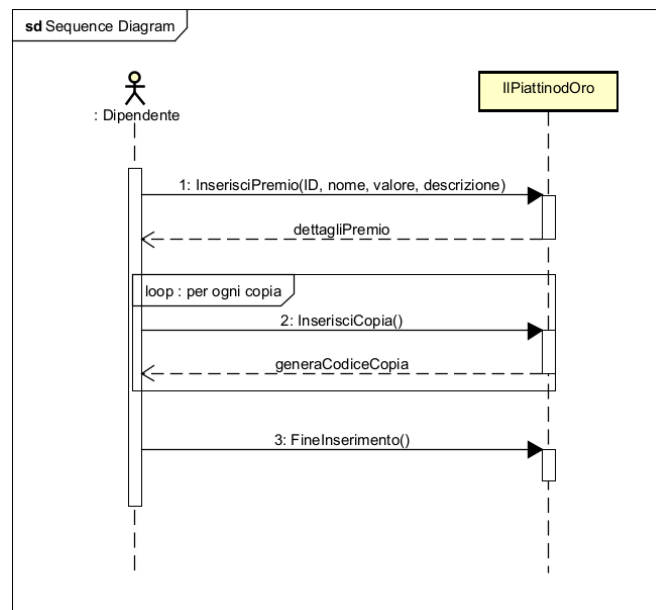 sd Sequence Diagram
: Dipendente
IlPiattinodOro
1: InserisciPremio(ID, nome, valore, descrizione)
dettagliPremio
loop : per ogni copia
2: InserisciCopia()
generaCodiceCopia
3: FineInserimento()